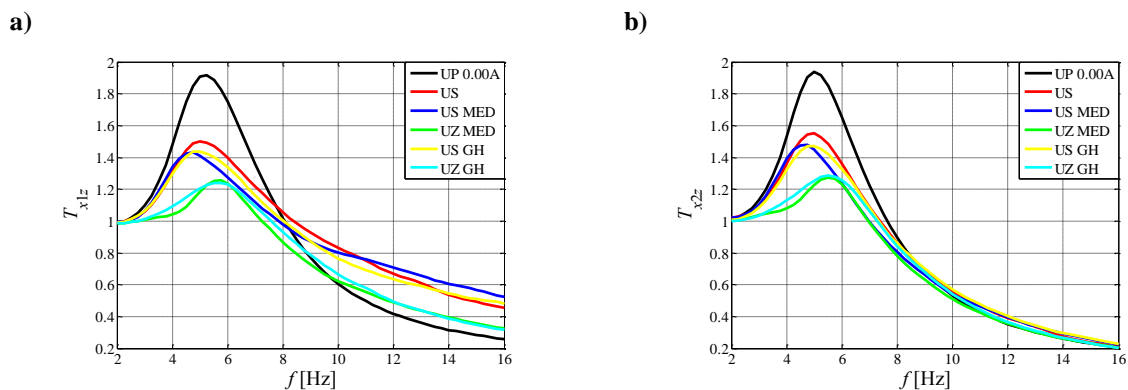 a)
b)
2
1.8
1.6
1.4
1.2
1
0.8
0.6
0.4
0.2
2 4 6 8 10 12 14 16
f [Hz]
T x1z
UP 0.00A
US
US MED
UZ MED
US GH
UZ GH
2
1.8
1.6
1.4
1.2
1
0.8
0.6
0.4
0.2
2 4 6 8 10 12 14 16
f [Hz]
T x2z
UP 0.00A
US
US MED
UZ MED
US GH
UZ GH